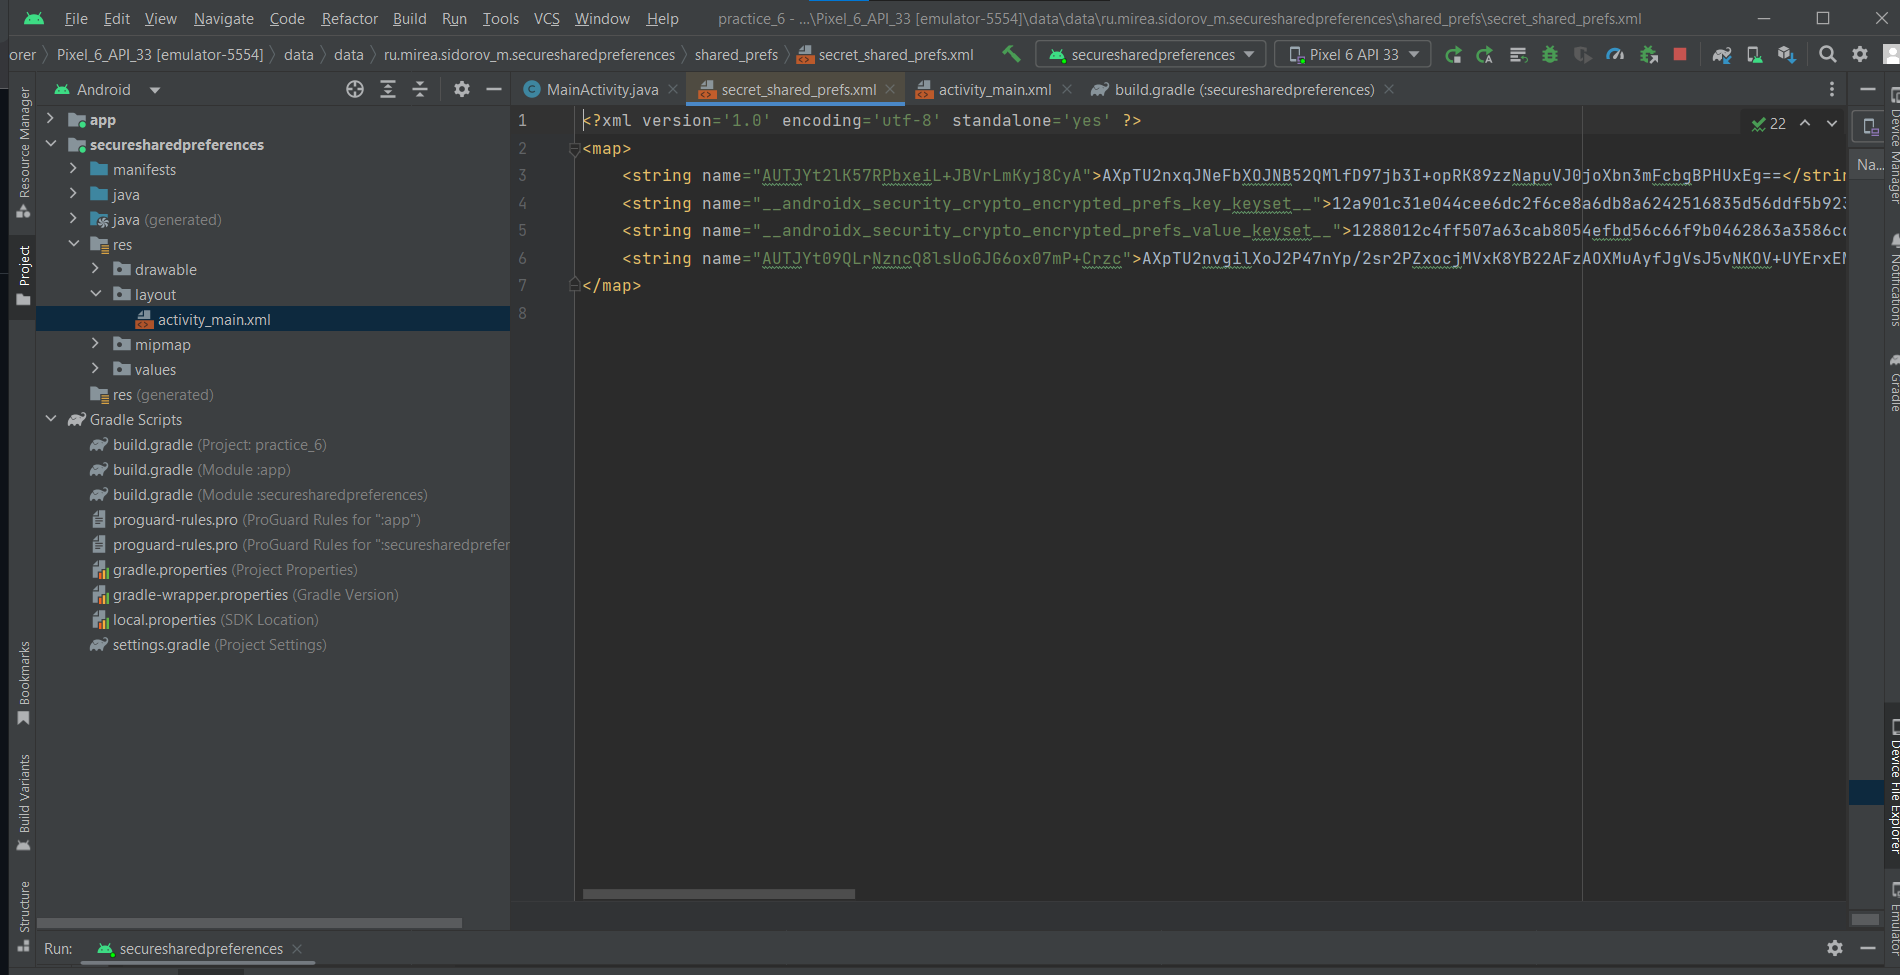 File Edit View Navigate Code Refactor Build Run Tools VCS Window Help practice_6 - ...\Pixel_6_API_33 [emulator-5554]\data\data\ru.mirea.sidorov_m.securesharedpreferences\shared_prefs\secret_shared_prefs.xml
orer Pixel_6_API_33 [emulator-5554] data data ru.mirea.sidorov_m.securesharedpreferences shared_prefs secret_shared_prefs.xml securesharedpreferences Pixel 6 API 33
Android
MainActivity.java secret_shared_prefs.xml activity_main.xml build.gradle (:securesharedpreferences)
Resource Manager
Project
Bookmarks
Build Variants
Structure
app
securesharedpreferences
manifests
java
java (generated)
res
drawable
layout
activity_main.xml
mipmap
values
res (generated)
Gradle Scripts
build.gradle (Project: practice_6)
build.gradle (Module :app)
build.gradle (Module :securesharedpreferences)
proguard-rules.pro (ProGuard Rules for ":app")
proguard-rules.pro (ProGuard Rules for ":securesharedprefer
gradle.properties (Project Properties)
gradle-wrapper.properties (Gradle Version)
local.properties (SDK Location)
settings.gradle (Project Settings)
1 <?xml version='1.0' encoding='utf-8' standalone='yes' ?>
2 <map>
3 <string name="AUTJYt2lK57RPbxeiL+JBVrLmKyj8CyA">AXpTU2nxqJNeFbXOJNB52QMlfD97jb3I+opRK89zzNapuVJ0joXbn3mFcbgBPHUxEg==</strin
4 <string name="__androidx_security_crypto_encrypted_prefs_key_keyset__">12a901c31e044cee6dc2f6ce8a6db8a6242516835d56ddf5b923
5 <string name="__androidx_security_crypto_encrypted_prefs_value_keyset__">1288012c4ff507a63cab8054efbd56c66f9b0462863a3586cc
6 <string name="AUTJYt09QLrNzncQ8lsUoGJG6ox07mP+Crzc">AXpTU2nvgilXoJ2P47nYp/2sr2PZxocjMVxK8YB22AFzAOXMuAyfJgVsJ5vNKOV+UYErxEM
7 </map>
8
22
Na...
Device Manager
Notifications
Gradle
Device File Explorer
Emulator
Run: securesharedpreferences